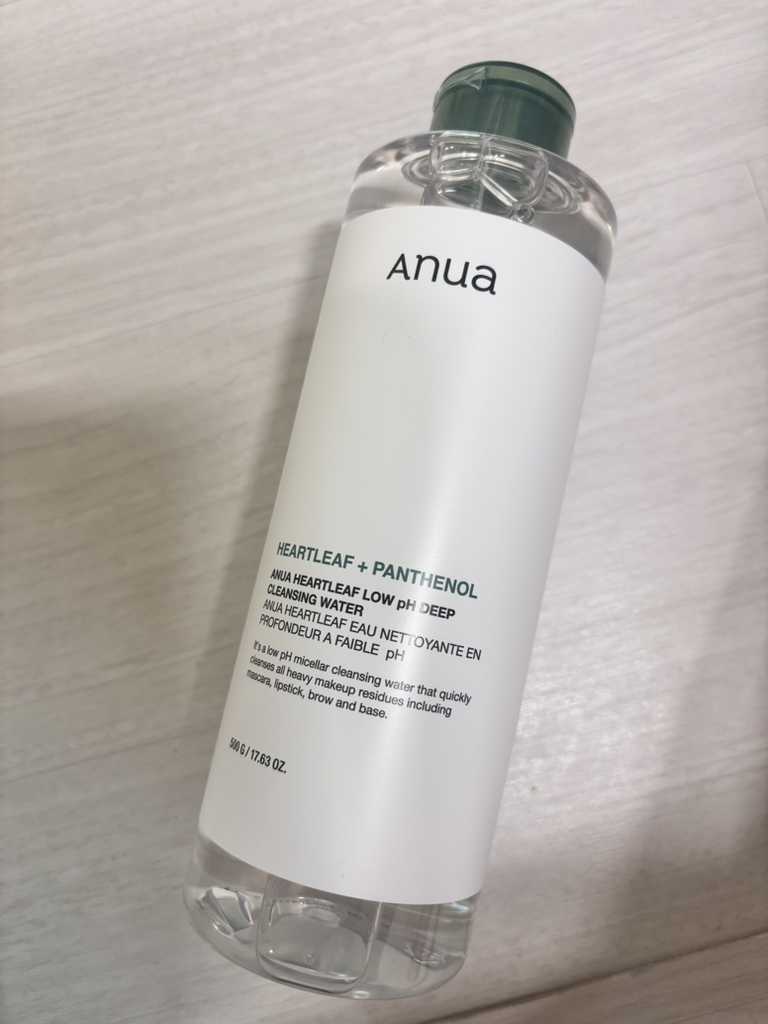 Anua
HEARTLEAF + PANTHENOL
ANUA HEARTLEAF LOW pH DEEP
CLEANSING WATER
ANUA HEARTLEAF EAU NETTOYANTE EN
PROFONDEUR A FAIBLE pH
It's a low pH micellar cleansing water that quickly
cleanses all heavy makeup residues including
mascara, lipstick, brow and base.
500 G / 17.63 OZ.